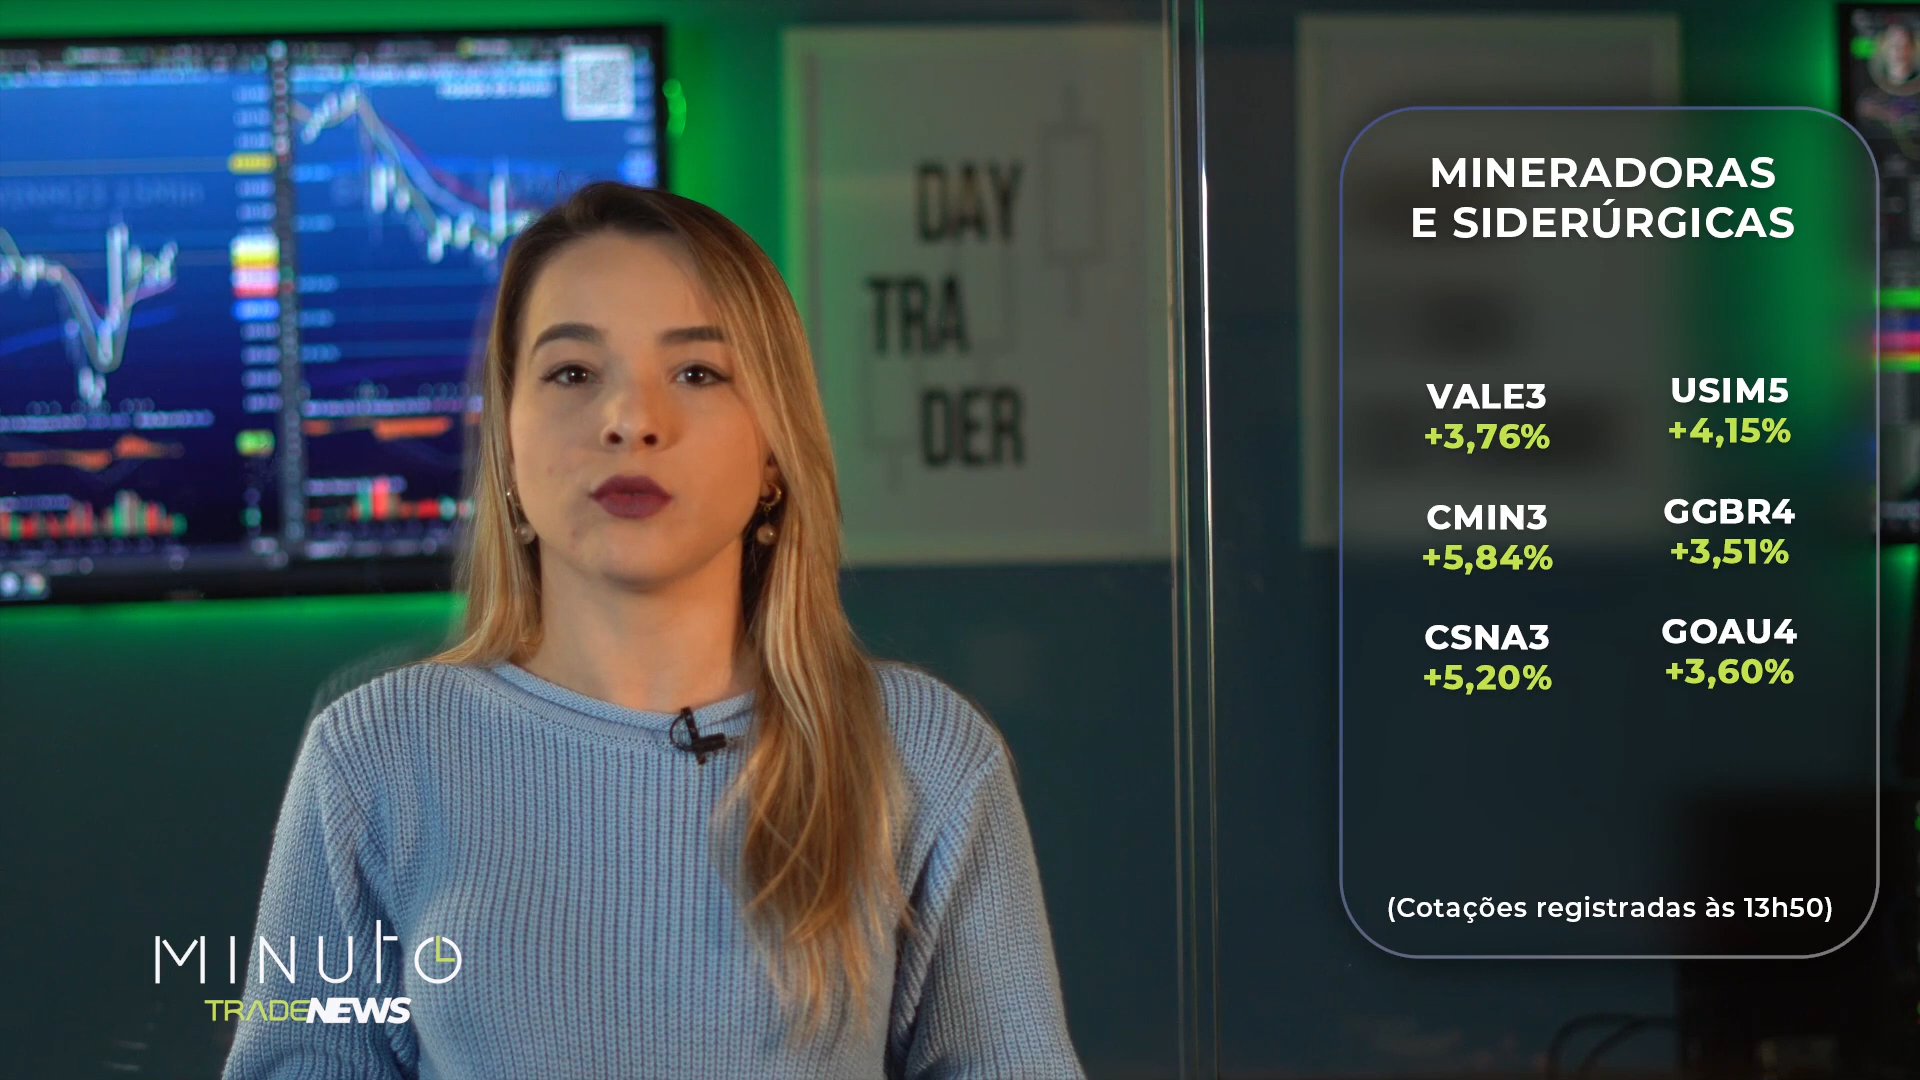 DAY
TRA
DER
MINERADORAS
E SIDERÚRGICAS
VALE3
+3,76%
USIM5
+4,15%
CMIN3
+5,84%
GGBR4
+3,51%
CSNA3
+5,20%
GOAU4
+3,60%
(Cotações registradas às 13h50)
MINUTO
TRADENEWS